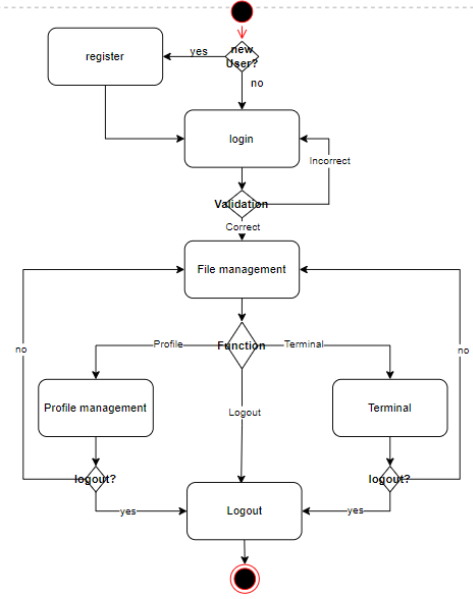 new
User?
yes
register
no
login
Incorrect
Validation
Correct
File management
Function
Profile
Terminal
no
no
Profile management
Terminal
Logout
logout?
logout?
yes
yes
Logout